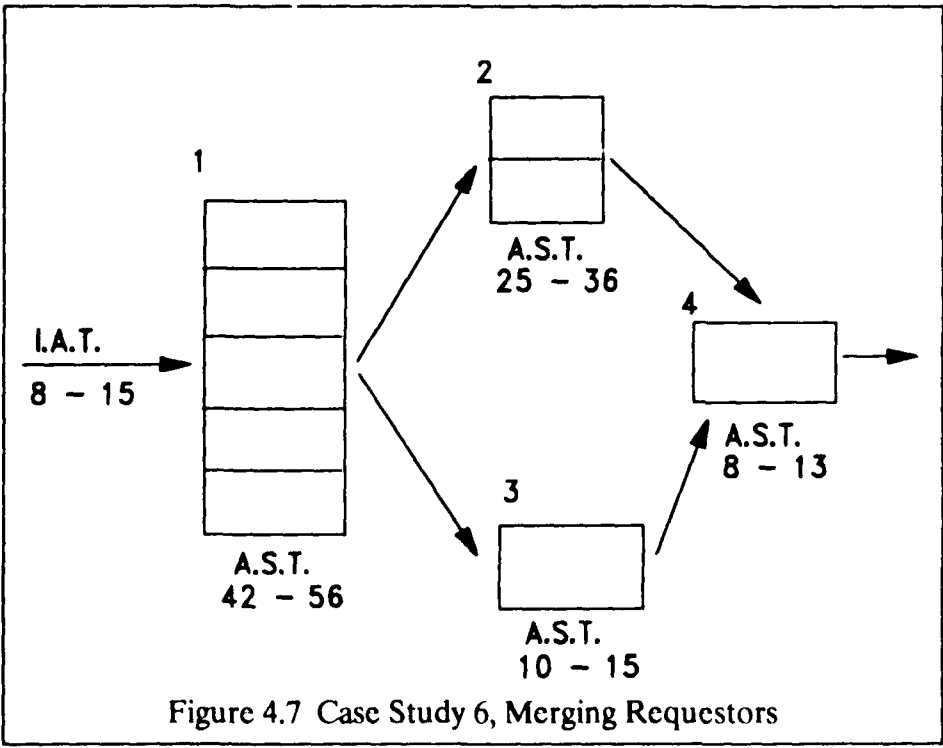 2
1
A.S.T.
25 - 36
4
I.A.T.
8 - 15
A.S.T.
8 - 13
3
A.S.T.
42 - 56
A.S.T.
10 - 15
Figure 4.7 Case Study 6, Merging Requestors